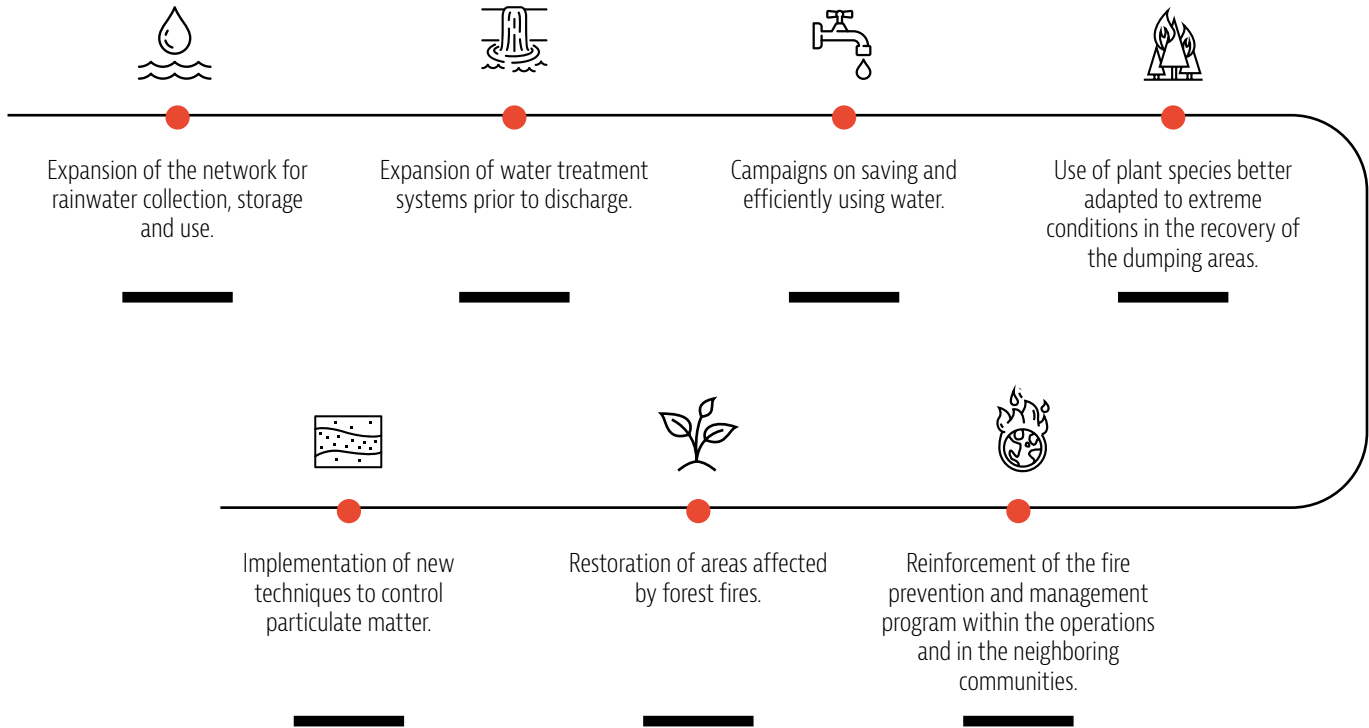 Expansion of the network for
rainwater collection, storage
and use.
Expansion of water treatment
systems prior to discharge.
Campaigns on saving and
efficiently using water.
Use of plant species better
adapted to extreme
conditions in the recovery of
the dumping areas.
Implementation of new
techniques to control
particulate matter.
Restoration of areas affected
by forest fires.
Reinforcement of the fire
prevention and management
program within the operations
and in the neighboring
communities.